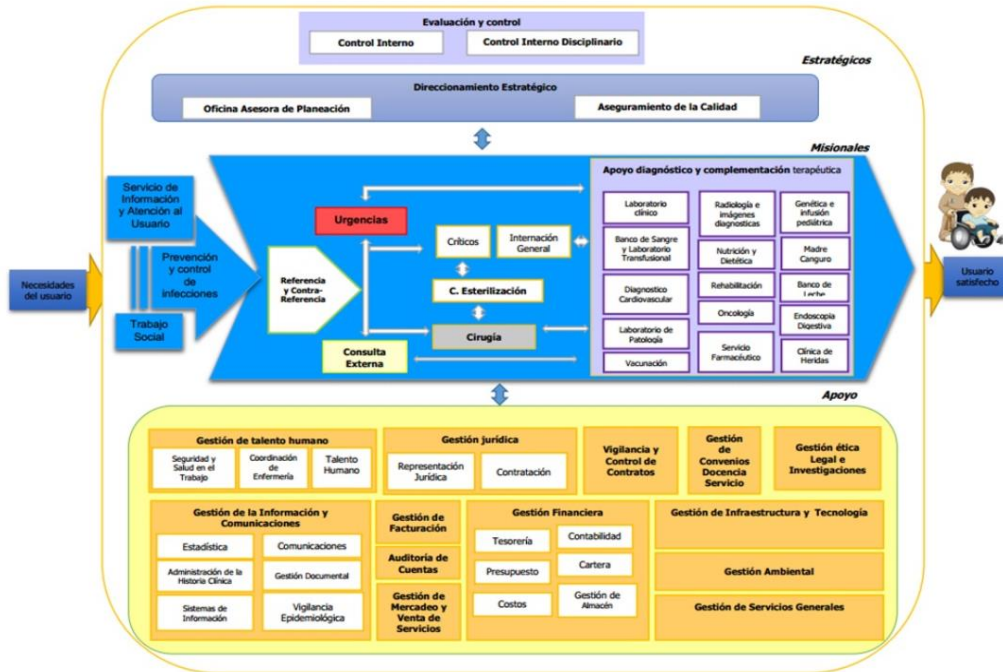 Evaluación y control
Control Interno
Control Interno Disciplinario
Estratégicos
Direccionamiento Estratégico
Oficina Asesora de Planeación
Aseguramiento de la Calidad
Misionales
Servicio de
Información
y Atención al
Usuario
Prevención
y control
de
infecciones
Trabajo
Social
Necesidades
del usuario
Referencia
y Contra-
Referencia
Urgencias
Críticos
Internación
General
C. Esterilización
Cirugía
Consulta
Externa
Apoyo diagnóstico y complementación terapéutica
Laboratorio
clínico
Banco de Sangre
y Laboratorio
Transfusional
Diagnostico
Cardiovascular
Laboratorio de
Patología
Vacunación
Radiología e
imágenes
diagnosticas
Nutrición y
Dietética
Rehabilitación
Oncología
Servicio
Farmacéutico
Genética e
infusión
pediátrica
Madre
Canguro
Banco de
Leche
Endoscopia
Digestiva
Clínica de
Heridas
Usuario
satisfecho
Apoyo
Gestión de talento humano
Seguridad y
Salud en el
Trabajo
Coordinación
de
Enfermería
Talento
Humano
Gestión jurídica
Representación
Jurídica
Contratación
Vigilancia y
Control de
Contratos
Gestión
de
Convenios
Docencia
Servicio
Gestión ética
Legal e
Investigaciones
Gestión de la Información y
Comunicaciones
Estadística
Comunicaciones
Administración de la
Historia Clínica
Gestión Documental
Sistemas de
Información
Vigilancia
Epidemiológica
Gestión de
Facturación
Auditoría de
Cuentas
Gestión de
Mercadeo y
Venta de
Servicios
Gestión Financiera
Tesorería
Contabilidad
Presupuesto
Cartera
Costos
Gestión de
Almacén
Gestión de Infraestructura y Tecnología
Gestión Ambiental
Gestión de Servicios Generales